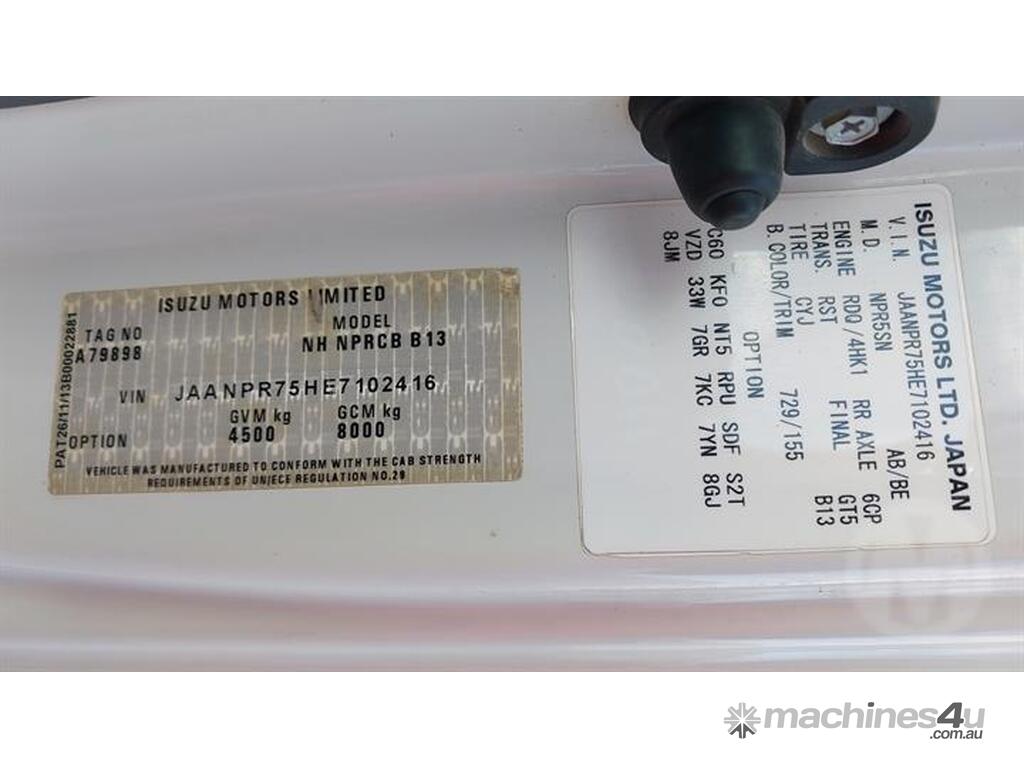 ISUZU MOTORS LIMITED
TAG NO
A79898
MODEL
NH NPRCB B13
VIN JAANPR75HE7102416
GVM kg
4500
GCM kg
8000
OPTION
VEHICLE WAS MANUFACTURED TO CONFORM WITH THE CAB STRENGTH
REQUIREMENTS OF UN/ECE REGULATION NO.29
PAT26/11/13B00022881
ISUZU MOTORS LTD. JAPAN
V.I.N. JAANPR75HE7102416
M.D. NPR5SN AB/BE
ENGINE RDQ/4HK1 RR AXLE 6CP
TRANS. RST FINAL GT5
TIRE CYJ B13
B.COLOR/TRIM 729/155
OPTION
C60 KF0 NT5 RPU SDF S2T
VZD 33W 7GR 7KC 7YN 8GJ
8JM
machines4u
.com.au